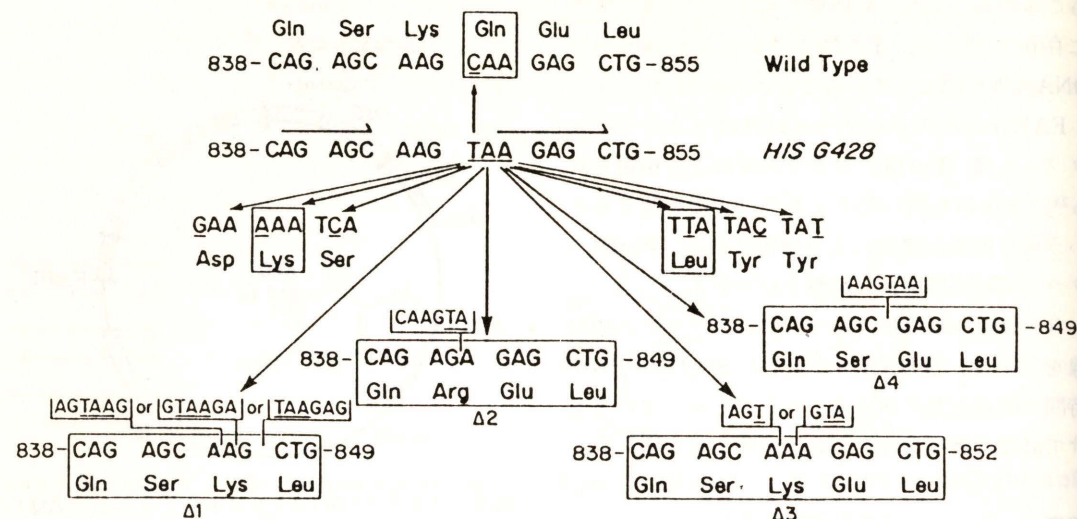 Gln Ser Lys Gln Glu Leu
838-CAG. AGC AAG CAA GAG CTG-855 Wild Type
838-CAG AGC AAG TAA GAG CTG-855 HIS G428
GAA AAA TCA TTA TAC TAT
Asp Lys Ser Leu Tyr Tyr
AAGTAA
838-CAG AGC GAG CTG-849
Gln Ser Glu Leu
Δ4
CAAGTA
838-CAG AGA GAG CTG-849
Gln Arg Glu Leu
Δ2
AGTAAG or GTAAGA or TAAGAG
838-CAG AGC AAG CTG-849
Gln Ser Lys Leu
Δ1
AGT or GTA
838-CAG AGC AAA GAG CTG-852
Gln Ser Lys Glu Leu
Δ3